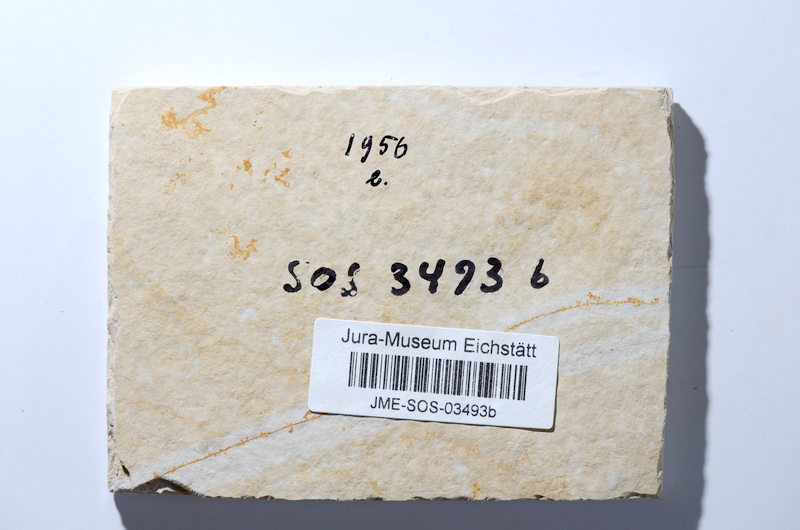 1956
e.
SOS 3493 b
Jura-Museum Eichstätt
JME-SOS-03493b